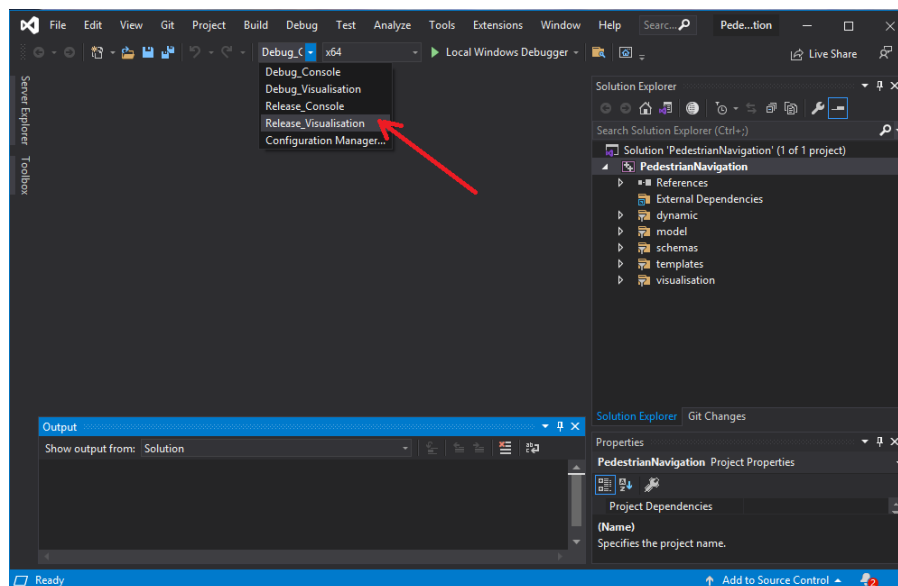 File Edit View Git Project Build Debug Test Analyze Tools Extensions Window Help Searc... Pede...tion
Debug_C x64 Local Windows Debugger Live Share
Debug_Console
Debug_Visualisation
Release_Console
Release_Visualisation
Configuration Manager...
Server Explorer
Toolbox
Solution Explorer
Search Solution Explorer (Ctrl+;)
Solution 'PedestrianNavigation' (1 of 1 project)
PedestrianNavigation
References
External Dependencies
dynamic
model
schemas
templates
visualisation
Solution Explorer Git Changes
Output
Show output from: Solution
Properties
PedestrianNavigation Project Properties
Project Dependencies
(Name)
Specifies the project name.
Ready Add to Source Control 2